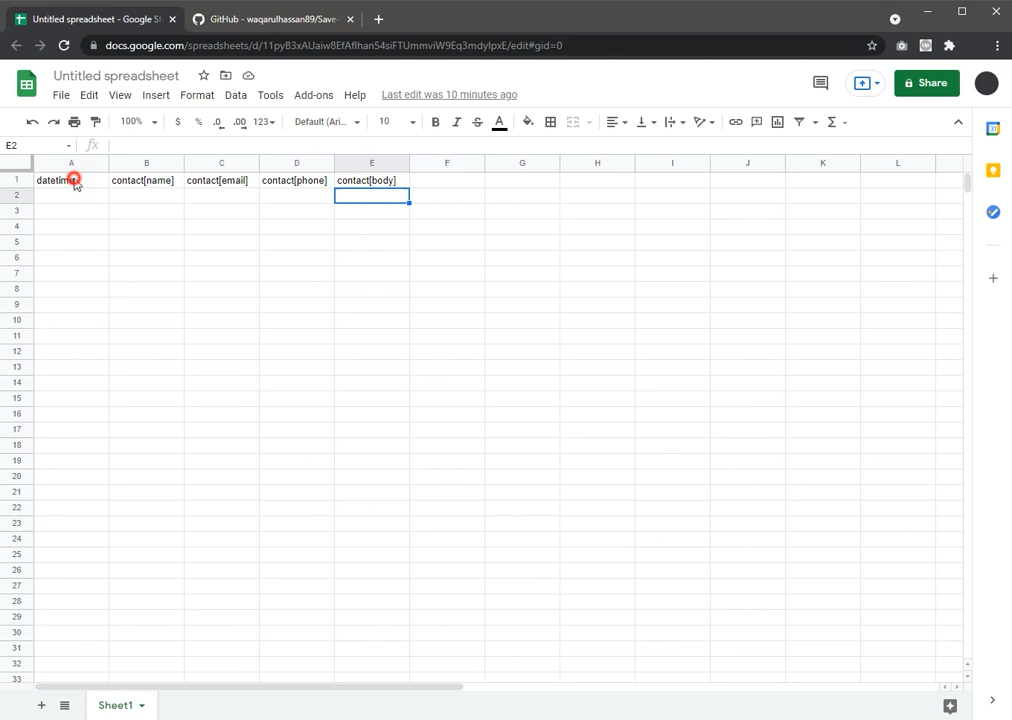 Untitled spreadsheet - Google Sh
GitHub - waqarulhassan89/Save-
docs.google.com/spreadsheets/d/11pyB3xAUaiw8EfAflhan54siFTUmmviW9Eq3mdylpxE/edit#gid=0
Untitled spreadsheet
File Edit View Insert Format Data Tools Add-ons Help Last edit was 10 minutes ago
Share
100% $ % .0 .00 123 Default (Ari... 10 B I S A
E2 fx
A B C D E F G H I J K L
1 contact[name] contact[email] contact[phone] contact[body]
2
3
4
5
6
7
8
9
10
11
12
13
14
15
16
17
18
19
20
21
22
23
24
25
26
27
28
29
30
31
32
33
Sheet1